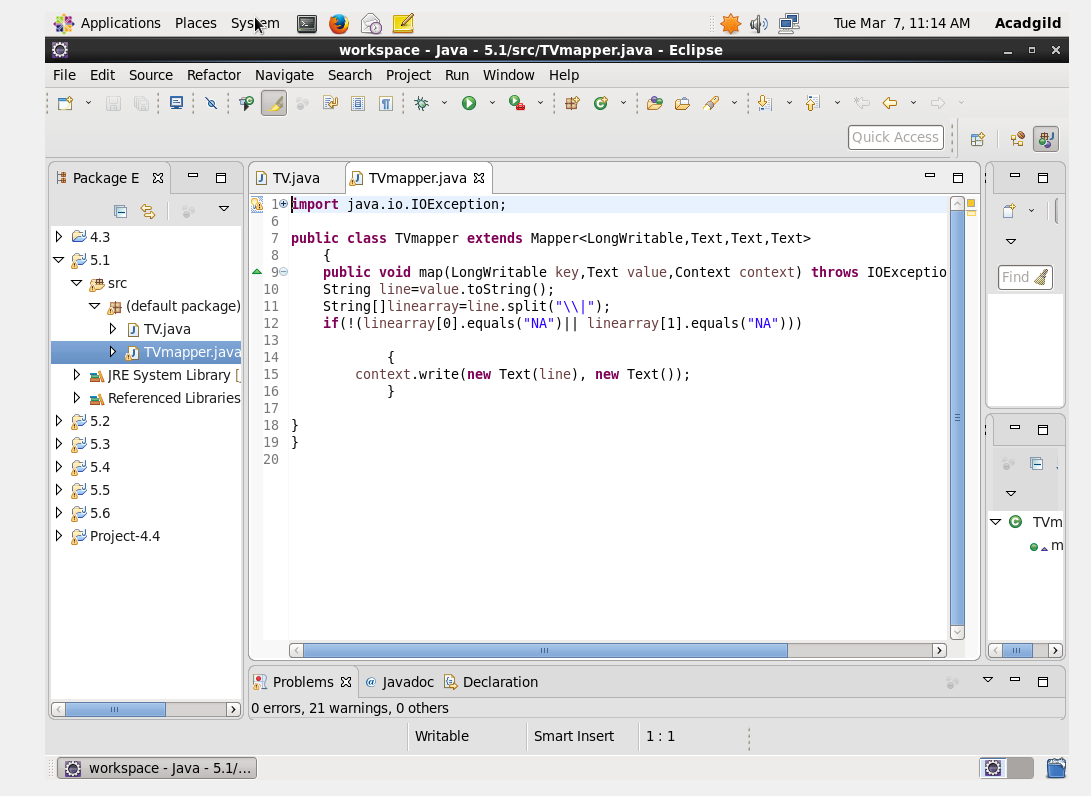 Applications Places System Tue Mar 7, 11:14 AM Acadgild
workspace - Java - 5.1/src/TVmapper.java - Eclipse
File Edit Source Refactor Navigate Search Project Run Window Help
Quick Access
Package E
4.3
5.1
src
(default package)
TV.java
TVmapper.java
JRE System Library [
Referenced Libraries
5.2
5.3
5.4
5.5
5.6
Project-4.4
TV.java TVmapper.java
1 import java.io.IOException;
6
7 public class TVmapper extends Mapper<LongWritable,Text,Text,Text>
8 {
9 public void map(LongWritable key,Text value,Context context) throws IOExceptio
10 String line=value.toString();
11 String[]linearray=line.split("\\|");
12 if(!(linearray[0].equals("NA")|| linearray[1].equals("NA")))
13
14 {
15 context.write(new Text(line), new Text());
16 }
17
18 }
19 }
20
Find
TVm
m
Problems @ Javadoc Declaration
0 errors, 21 warnings, 0 others
Writable Smart Insert 1 : 1
workspace - Java - 5.1/...